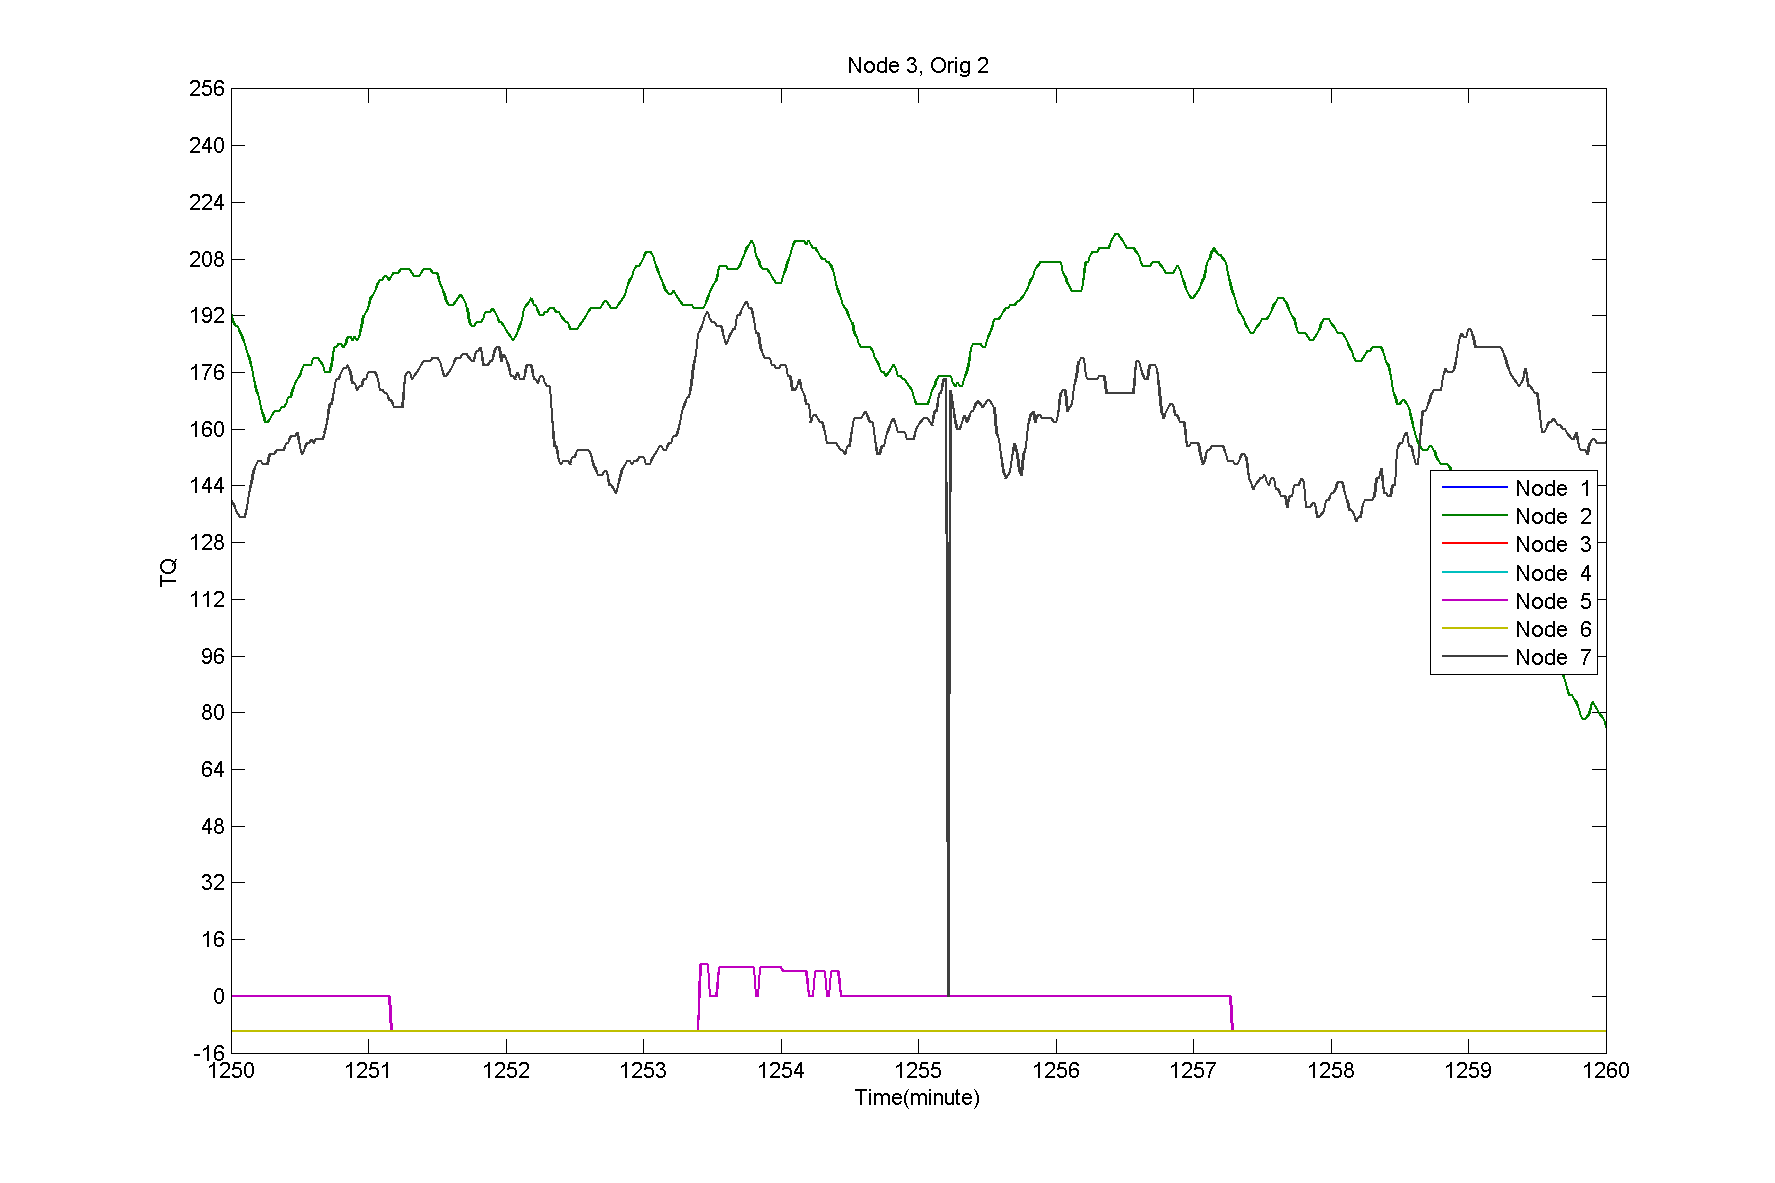 Node 3, Orig 2
256
240
224
208
192
176
160
144
128
112
96
80
64
48
32
16
0
-16
TQ
Node 1
Node 2
Node 3
Node 4
Node 5
Node 6
Node 7
1250 1251 1252 1253 1254 1255 1256 1257 1258 1259 1260
Time(minute)